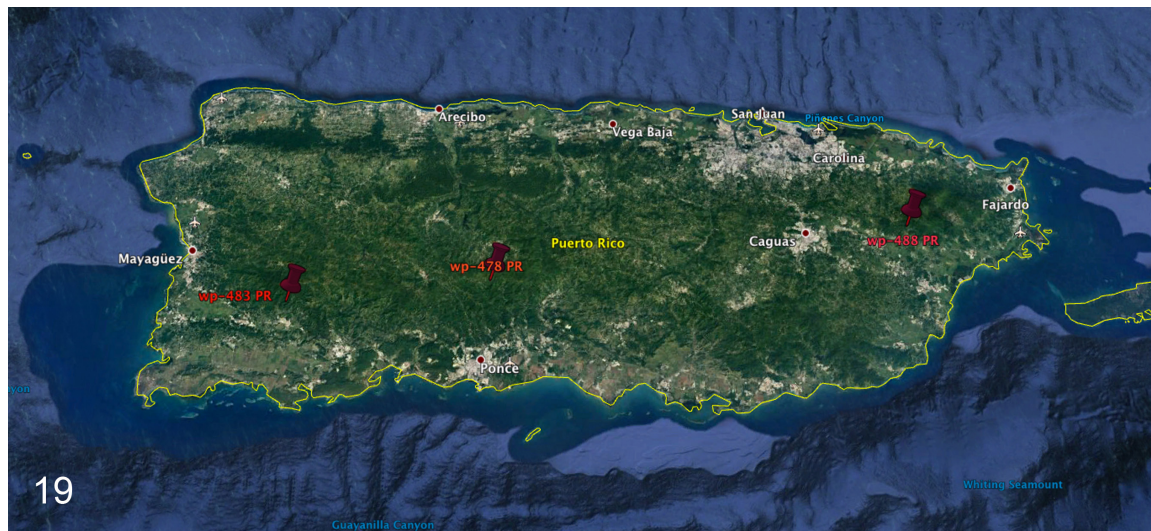 Arecibo
San Juan
Piñones Canyon
Vega Baja
Carolina
Fajardo
Mayagüez
Puerto Rico
Caguas
wp-488 PR
wp-478 PR
wp-483 PR
Ponce
19
Whiting Seamount
Guayanilla Canyon